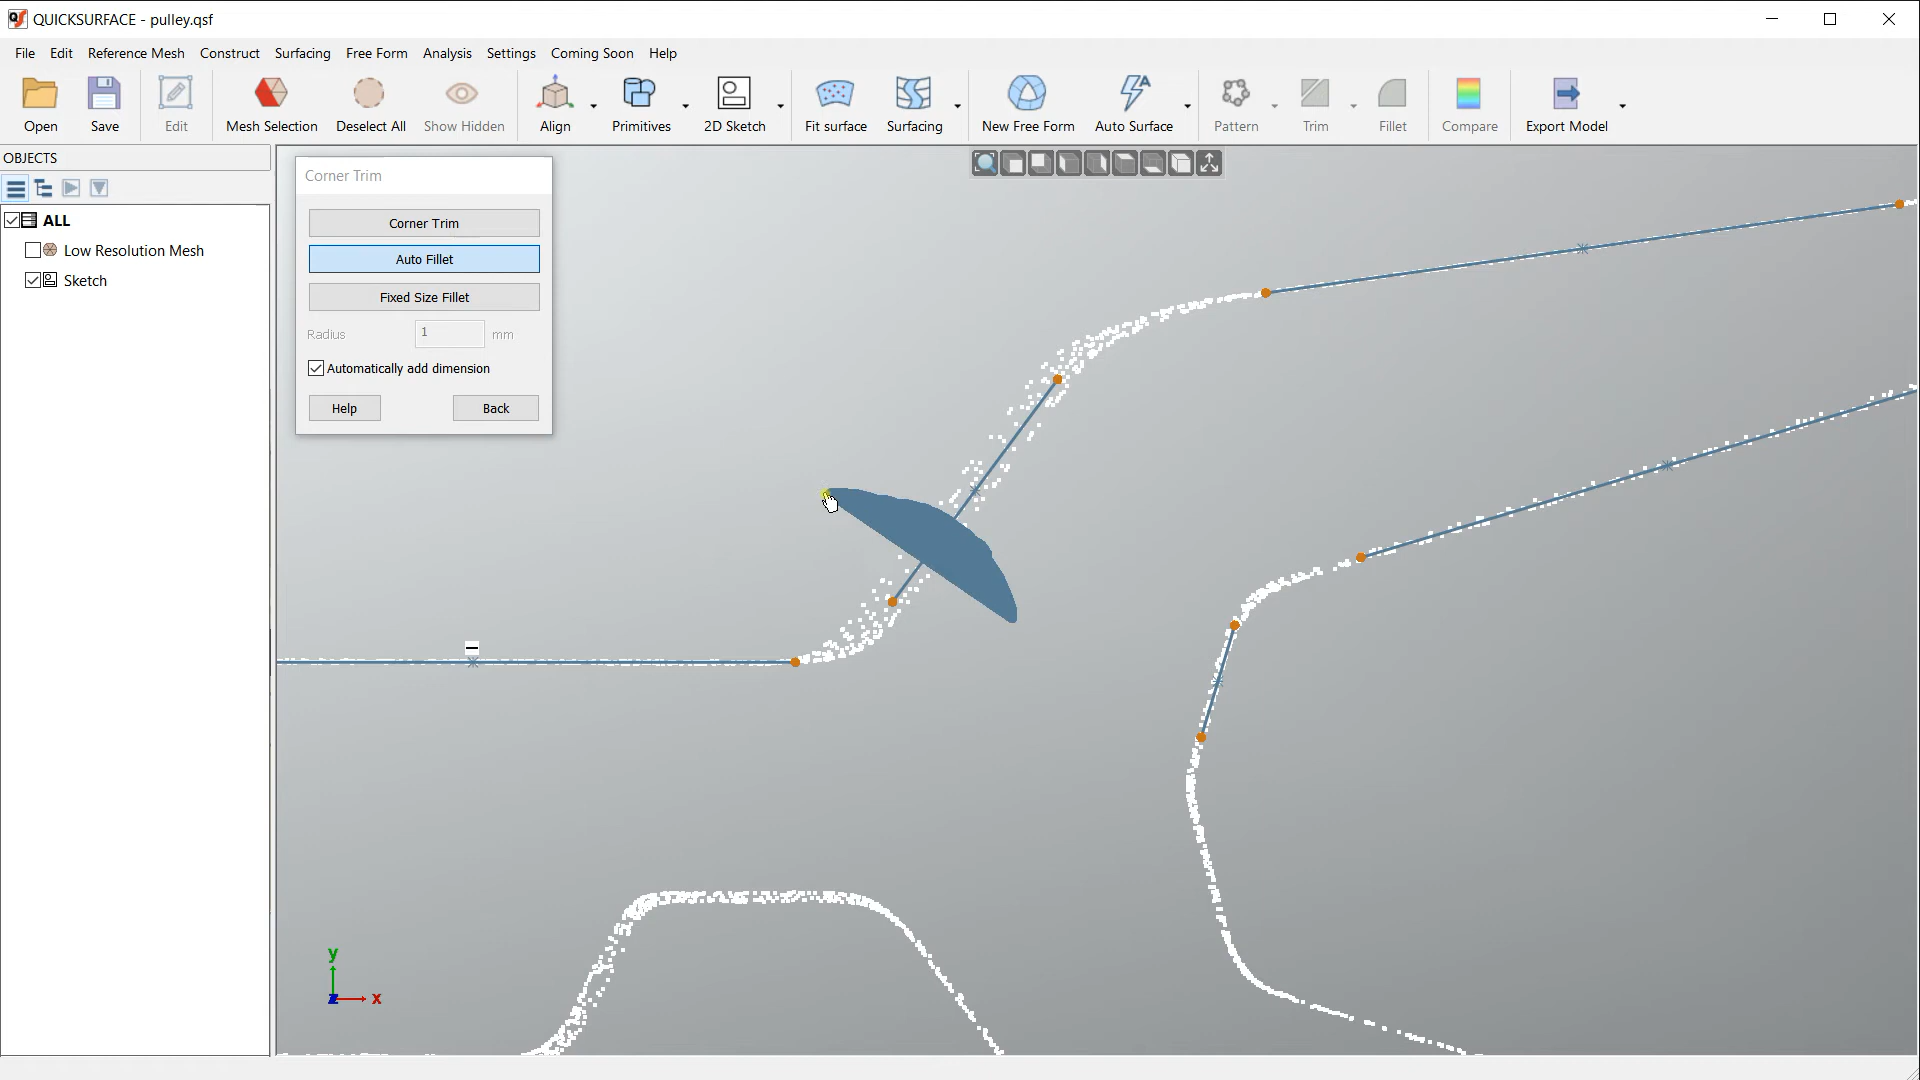 QUICKSURFACE - pulley.qsf
File Edit Reference Mesh Construct Surfacing Free Form Analysis Settings Coming Soon Help
Open Save Edit Mesh Selection Deselect All Show Hidden Align Primitives 2D Sketch Fit surface Surfacing New Free Form Auto Surface Pattern Trim Fillet Compare Export Model
OBJECTS
ALL
Low Resolution Mesh
Sketch
Corner Trim
Corner Trim
Auto Fillet
Fixed Size Fillet
Radius 1 mm
Automatically add dimension
Help Back
y
z x